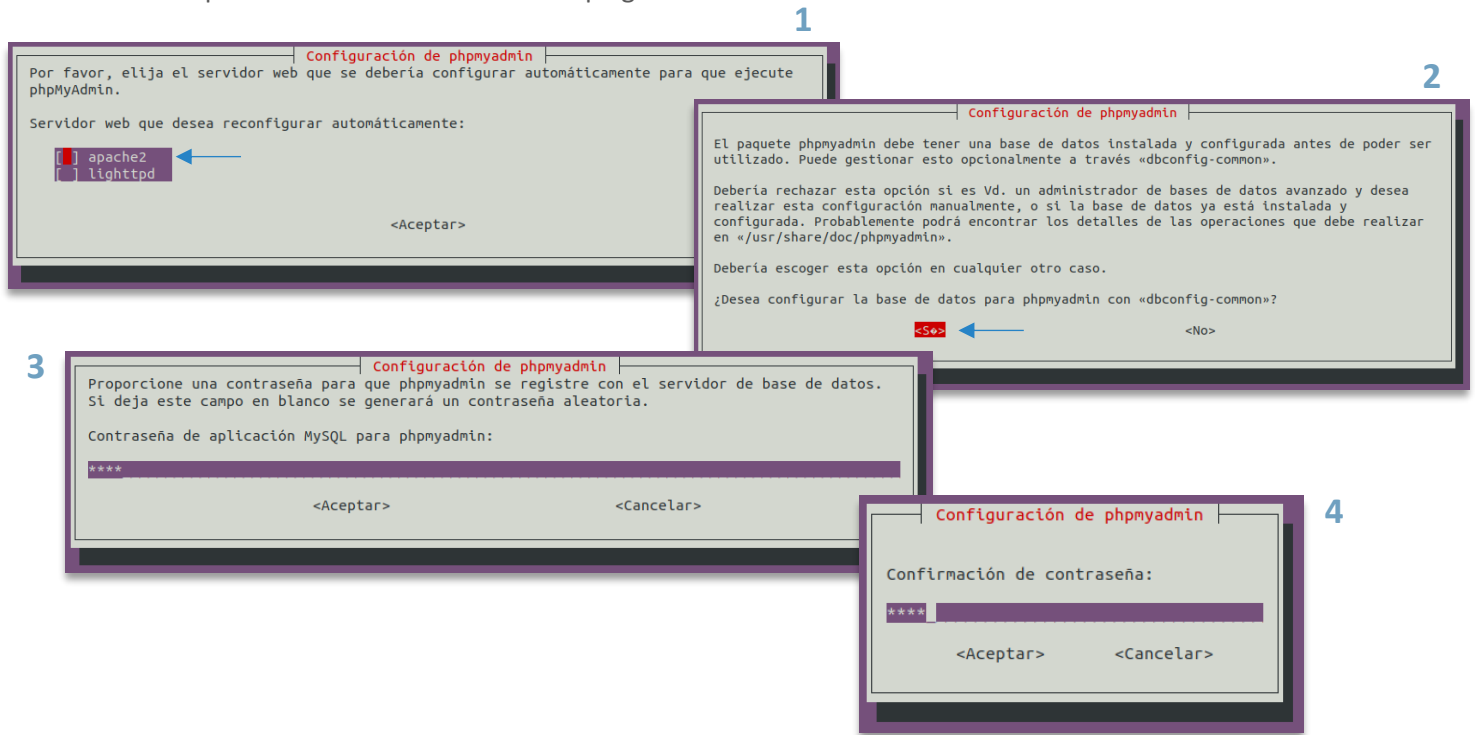 1
Configuración de phpmyadmin
Por favor, elija el servidor web que se debería configurar automáticamente para que ejecute
phpMyAdmin.
Servidor web que desea reconfigurar automáticamente:
[ ] apache2
[ ] lighttpd
<Aceptar>
2
Configuración de phpmyadmin
El paquete phpmyadmin debe tener una base de datos instalada y configurada antes de poder ser
utilizado. Puede gestionar esto opcionalmente a través «dbconfig-common».
Debería rechazar esta opción si es Vd. un administrador de bases de datos avanzado y desea
realizar esta configuración manualmente, o si la base de datos ya está instalada y
configurada. Probablemente podrá encontrar los detalles de las operaciones que debe realizar
en «/usr/share/doc/phpmyadmin».
Debería escoger esta opción en cualquier otro caso.
¿Desea configurar la base de datos para phpmyadmin con «dbconfig-common»?
<S�> <No>
3
Configuración de phpmyadmin
Proporcione una contraseña para que phpmyadmin se registre con el servidor de base de datos.
Si deja este campo en blanco se generará un contraseña aleatoria.
Contraseña de aplicación MySQL para phpmyadmin:
****
<Aceptar> <Cancelar>
4
Configuración de phpmyadmin
Confirmación de contraseña:
****_
<Aceptar> <Cancelar>